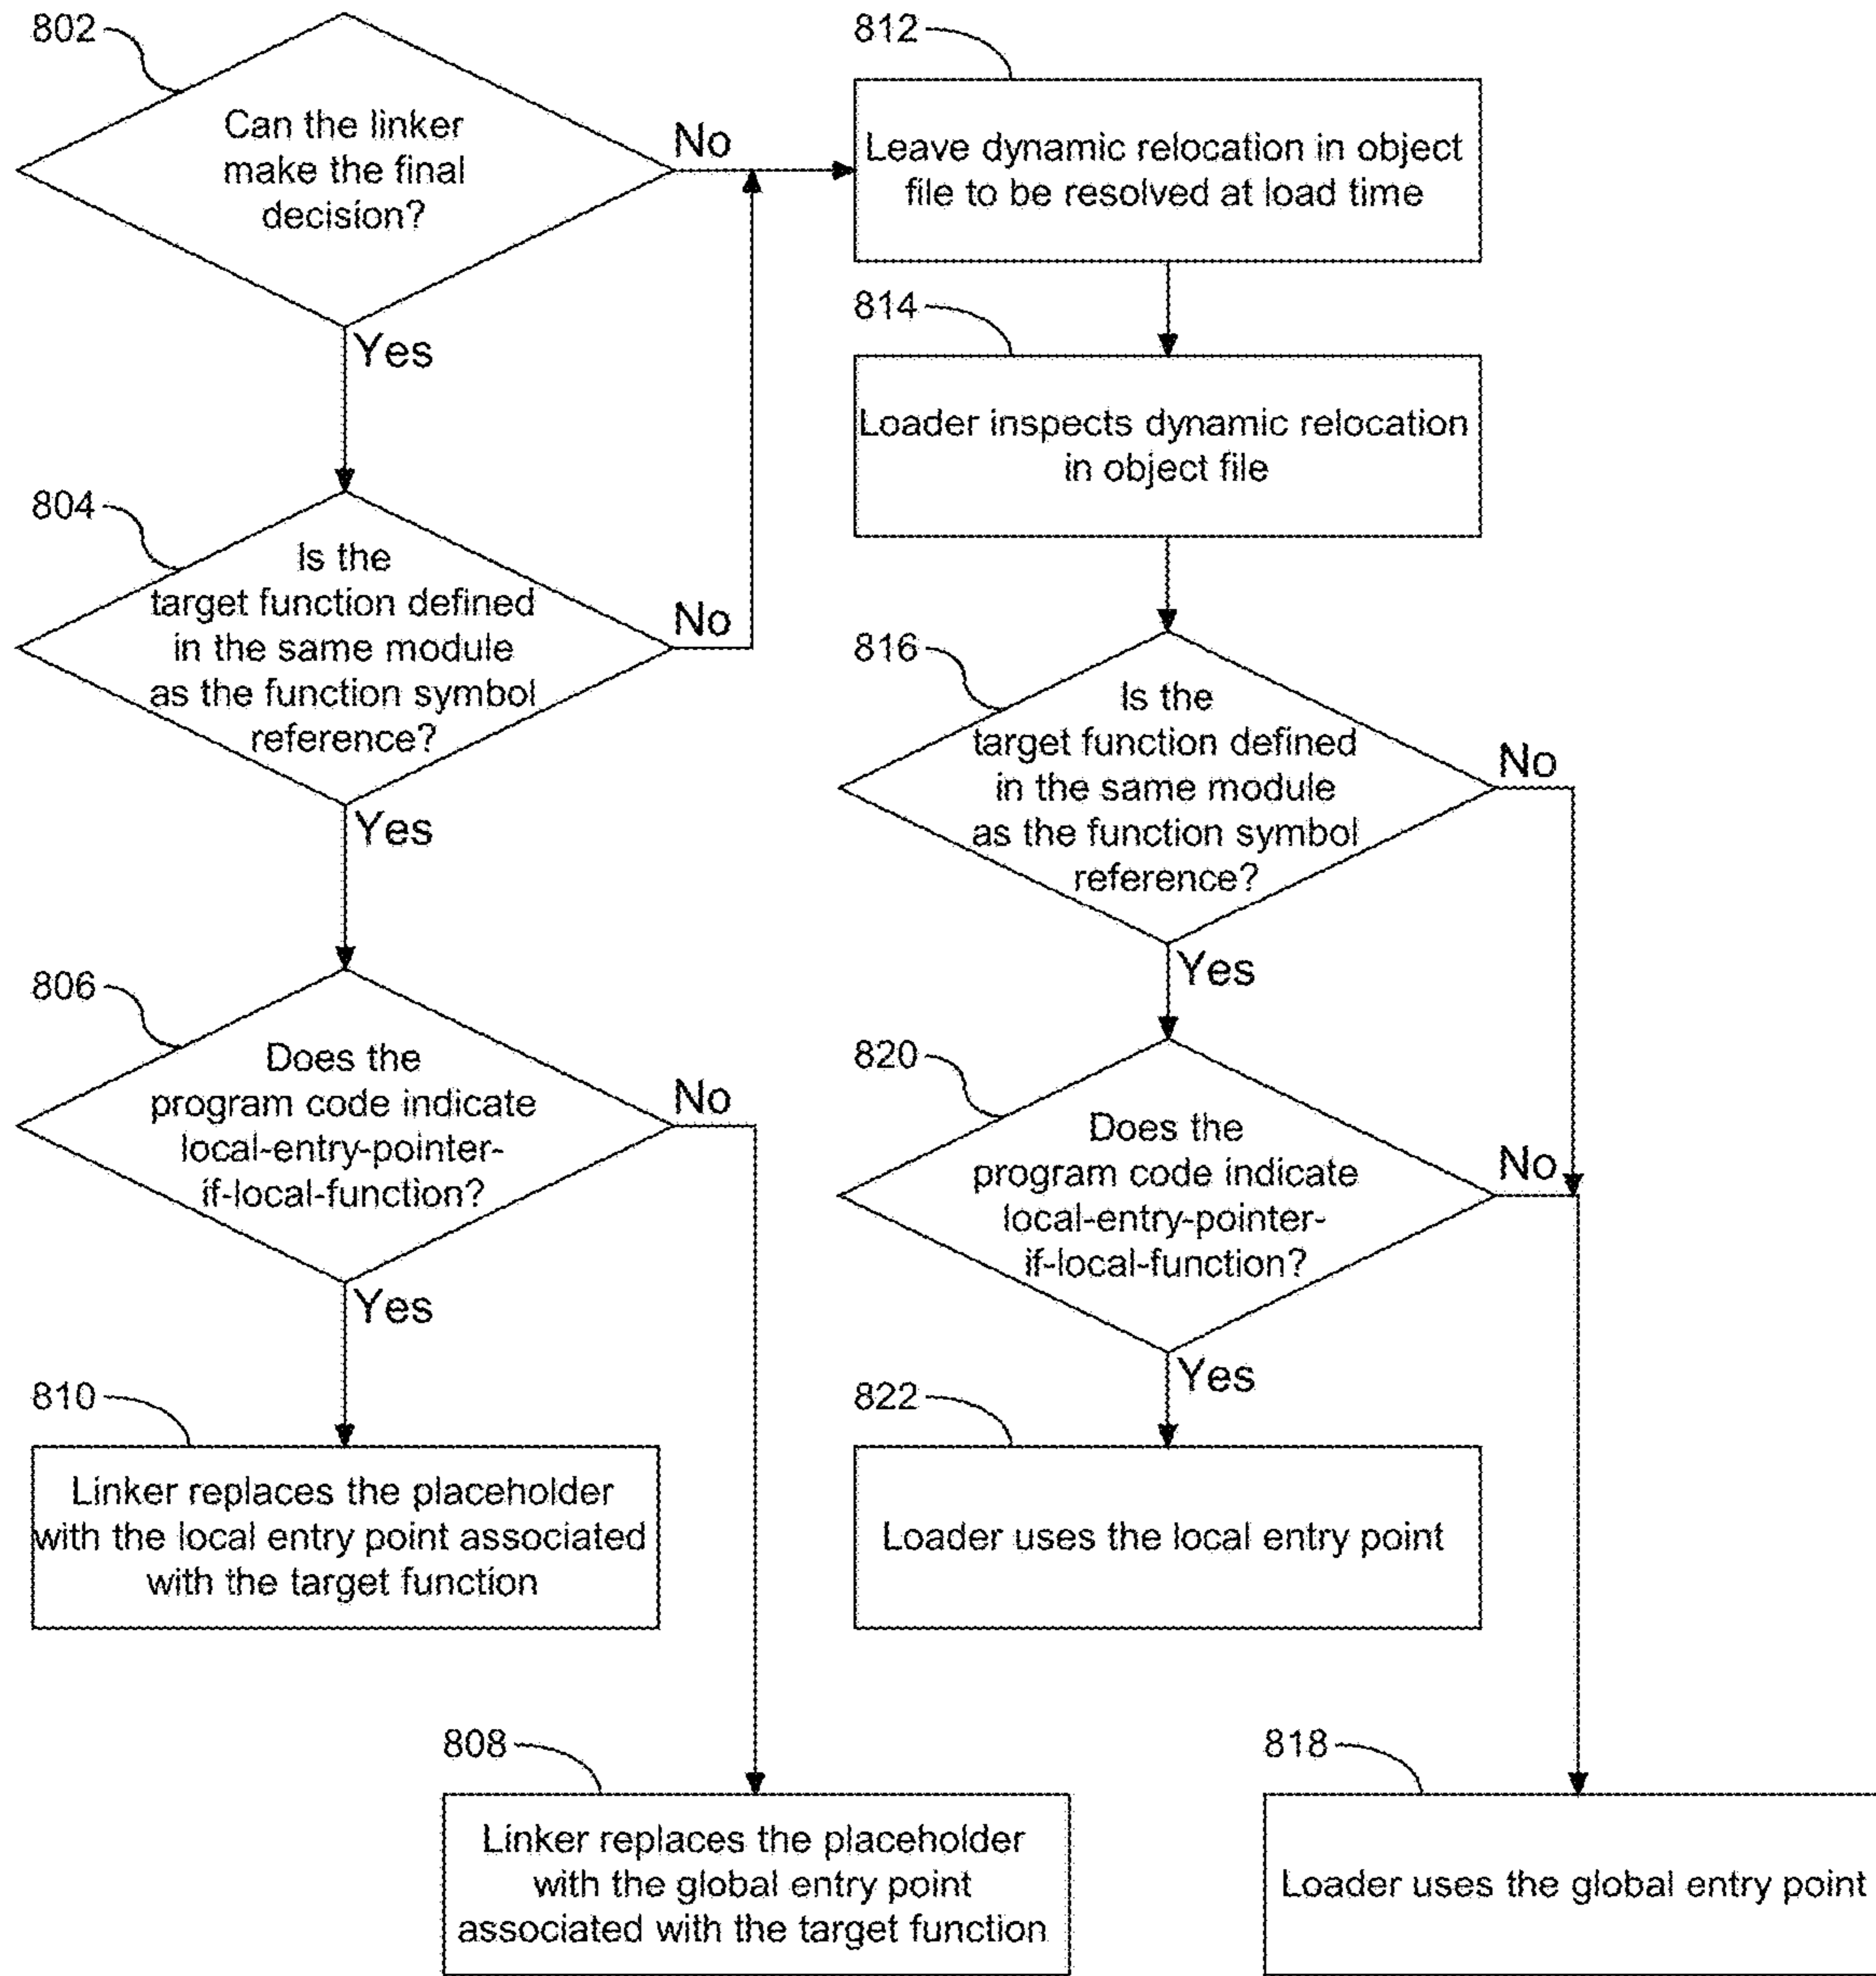 802
Can the linker
make the final
decision?
No
Yes
804
Is the
target function defined
in the same module
as the function symbol
reference?
No
Yes
806
Does the
program code indicate
local-entry-pointer-
if-local-function?
No
Yes
810
Linker replaces the placeholder
with the local entry point associated
with the target function
808
Linker replaces the placeholder
with the global entry point
associated with the target function
812
Leave dynamic relocation in object
file to be resolved at load time
814
Loader inspects dynamic relocation
in object file
816
Is the
target function defined
in the same module
as the function symbol
reference?
No
Yes
820
Does the
program code indicate
local-entry-pointer-
if-local-function?
No
Yes
822
Loader uses the local entry point
818
Loader uses the global entry point